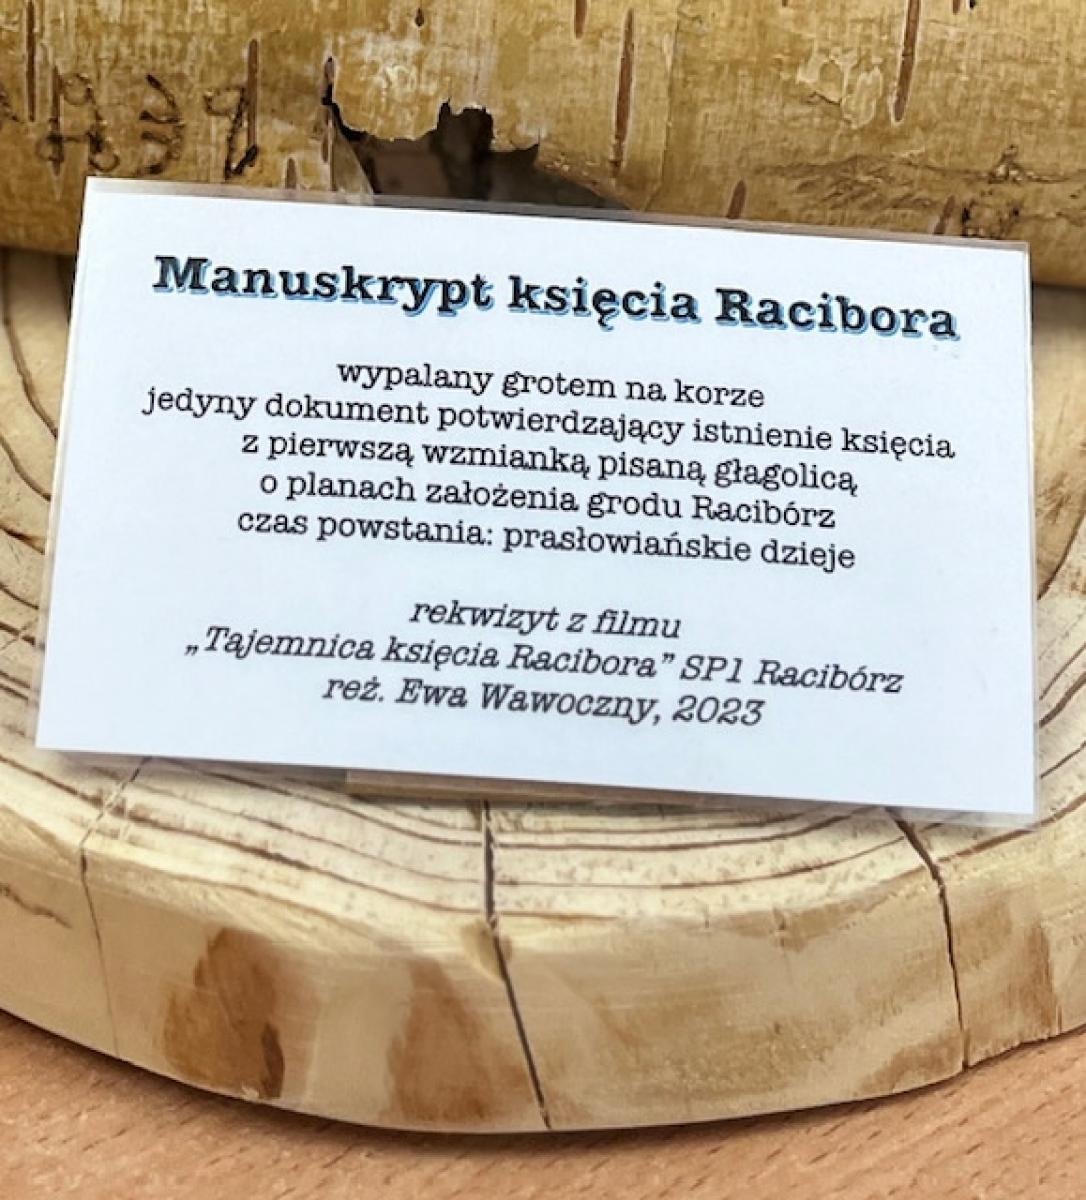 Manuskrypt księcia Racibora
wypalany grotem na korze
jedyny dokument potwierdzający istnienie księcia
z pierwszą wzmianką pisaną głagolicą
o planach założenia grodu Racibórz
czas powstania: prasłowiańskie dzieje
rekwizyt z filmu
„Tajemnica księcia Racibora” SP1 Racibórz
reż. Ewa Wawoczny, 2023